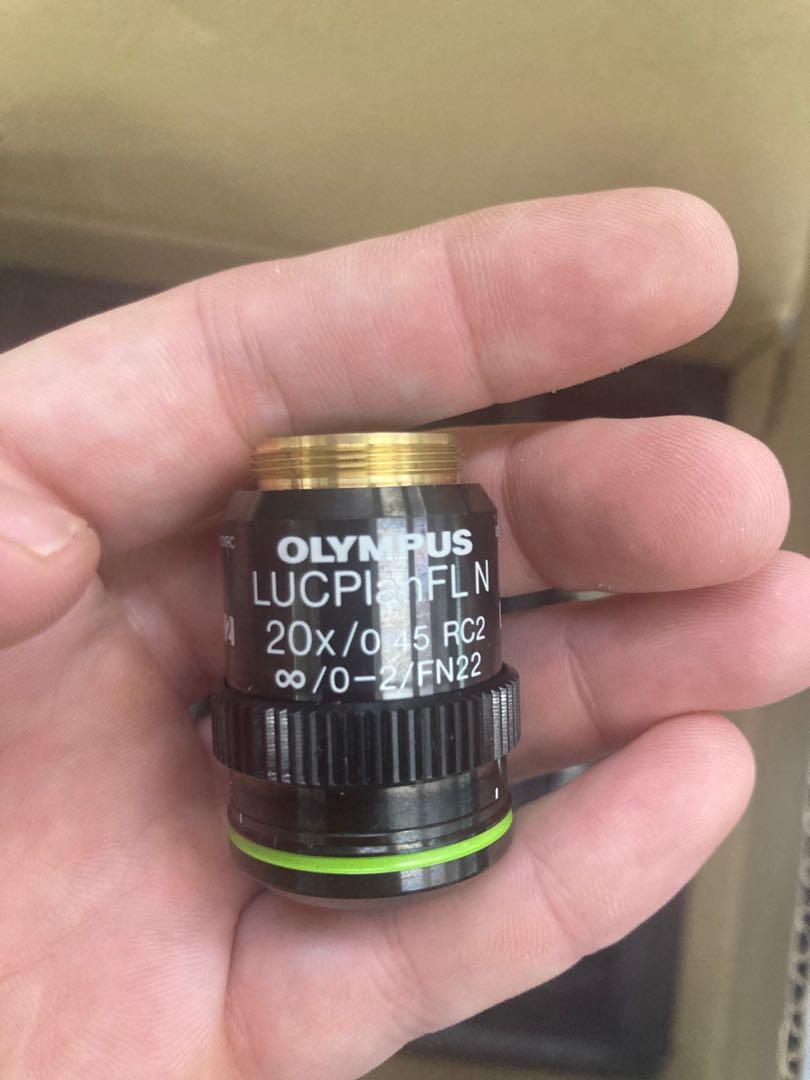 OLYMPUS
LUCPlanFL N
20x/0.45 RC2
∞/0-2/FN22